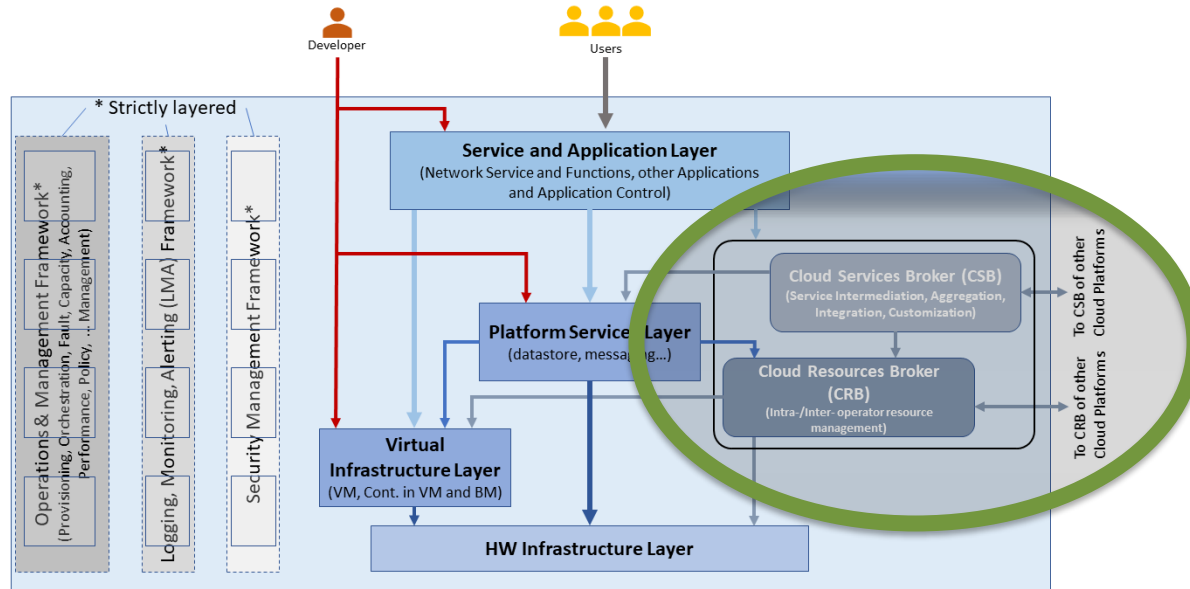 Developer
Users
* Strictly layered
Operations & Management Framework*
(Provisioning, Orchestration, Fault, Capacity, Accounting,
Performance, Policy, ... Management)
Logging, Monitoring, Alerting (LMA) Framework*
Security Management Framework*
Service and Application Layer
(Network Service and Functions, other Applications
and Application Control)
Cloud Services Broker (CSB)
(Service Intermediation, Aggregation,
Integration, Customization)
To CSB of other
Cloud Platforms
Platform Services Layer
(datastore, messaging...)
Cloud Resources Broker
(CRB)
(Intra-/Inter- operator resource
management)
To CRB of other
Cloud Platforms
Virtual
Infrastructure Layer
(VM, Cont. in VM and BM)
HW Infrastructure Layer